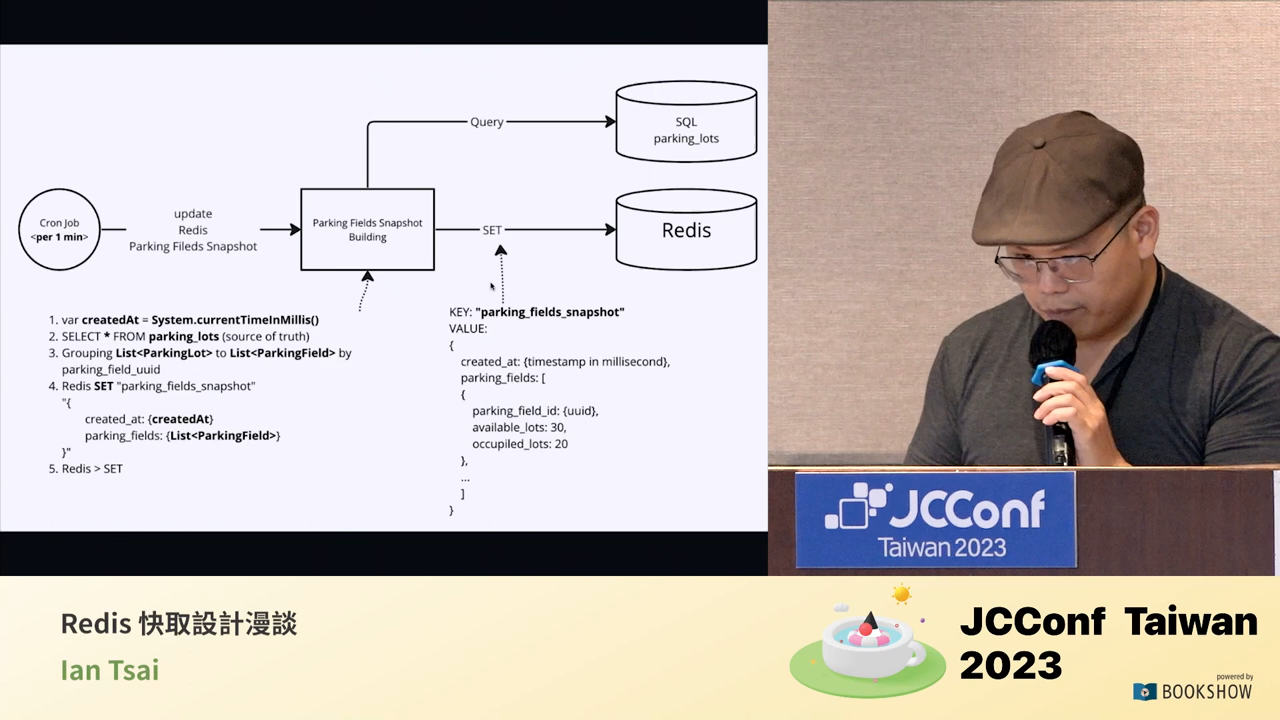 Query
SQL
parking_lots
Cron Job
<per 1 min>
update
Redis
Parking Fileds Snapshot
Parking Fields Snapshot
Building
SET
Redis
1. var createdAt = System.currentTimeInMillis()
2. SELECT * FROM parking_lots (source of truth)
3. Grouping List<ParkingLot> to List<ParkingField> by
parking_field_uuid
4. Redis SET "parking_fields_snapshot"
"{
created_at: {createdAt}
parking_fields: {List<ParkingField>}
}"
5. Redis > SET
KEY: "parking_fields_snapshot"
VALUE:
{
created_at: {timestamp in millisecond},
parking_fields: [
{
parking_field_id: {uuid},
available_lots: 30,
occupiled_lots: 20
},
...
]
}
JCConf
Taiwan 2023
Redis 快取設計漫談
Ian Tsai
JCConf Taiwan
2023
powered by
BOOKSHOW